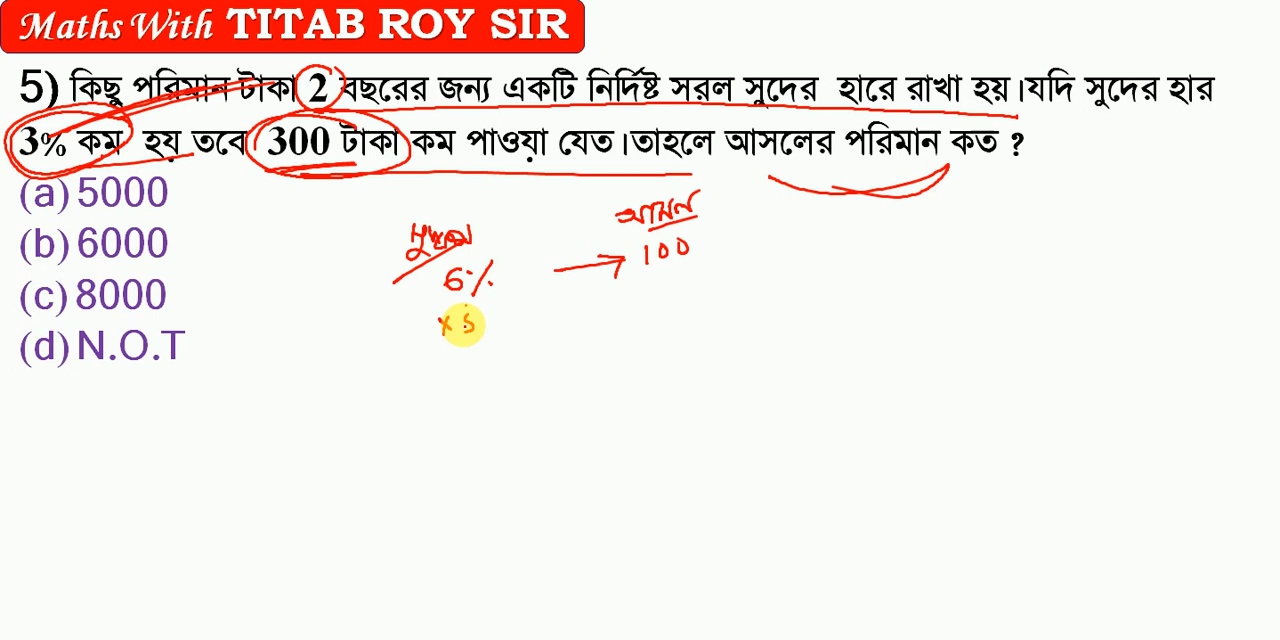 Maths With TITAB ROY SIR
5) কিছু পরিমান টাকা 2 বছরের জন্য একটি নির্দিষ্ট সরল সুদের হারে রাখা হয়।যদি সুদের হার
3% কম হয় তবে 300 টাকা কম পাওয়া যেত।তাহলে আসলের পরিমান কত ?
(a) 5000
(b) 6000
(c) 8000
(d) N.O.T
আসল
6% → 100